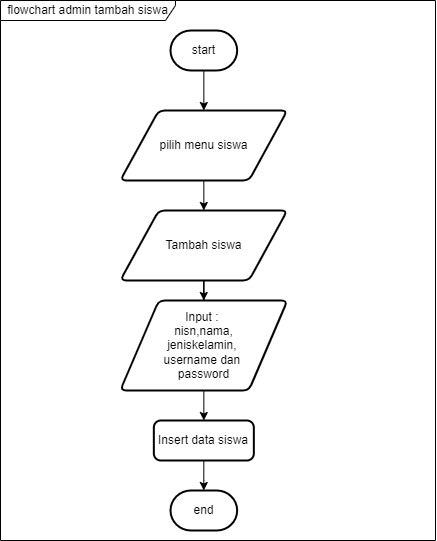 flowchart admin tambah siswa
start
pilih menu siswa
Tambah siswa
Input :
nisn,nama,
jeniskelamin,
username dan
password
Insert data siswa
end